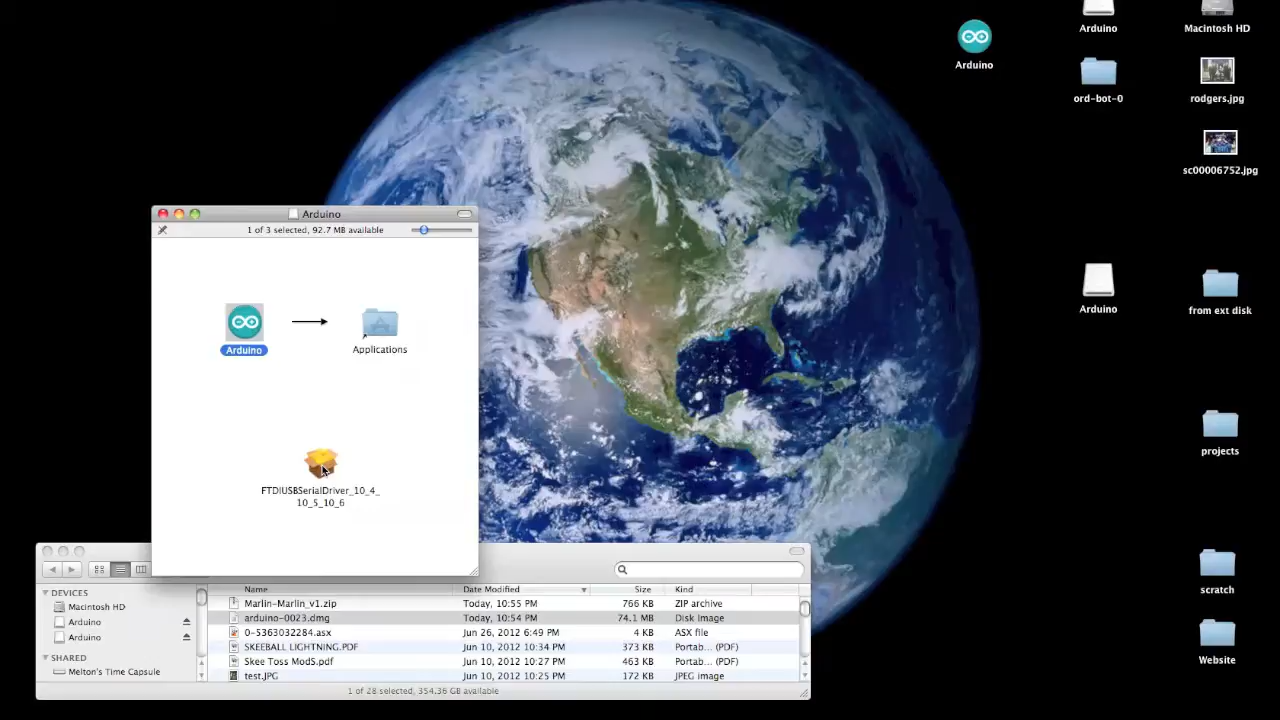 Arduino
Arduino
Macintosh HD
ord-bot-0
rodgers.jpg
sc00006752.jpg
Arduino
from ext disk
projects
scratch
Website
Arduino
1 of 3 selected, 92.7 MB available
Arduino
Applications
FTDIUSBSerialDriver_10_4_
10_5_10_6
Name Date Modified Size Kind
DEVICES
Macintosh HD
Arduino
Arduino
SHARED
Melton's Time Capsule
Marlin-Marlin_v1.zip Today, 10:55 PM 766 KB ZIP archive
arduino-0023.dmg Today, 10:54 PM 74.1 MB Disk Image
0-5363032284.asx Jun 26, 2012 6:49 PM 4 KB ASX file
SKEEBALL LIGHTNING.PDF Jun 10, 2012 10:34 PM 373 KB Portab... (PDF)
Skee Toss Mod5.pdf Jun 10, 2012 10:27 PM 463 KB Portab... (PDF)
test.JPG Jun 10, 2012 10:25 PM 172 KB JPEG image
1 of 28 selected, 354.36 GB available